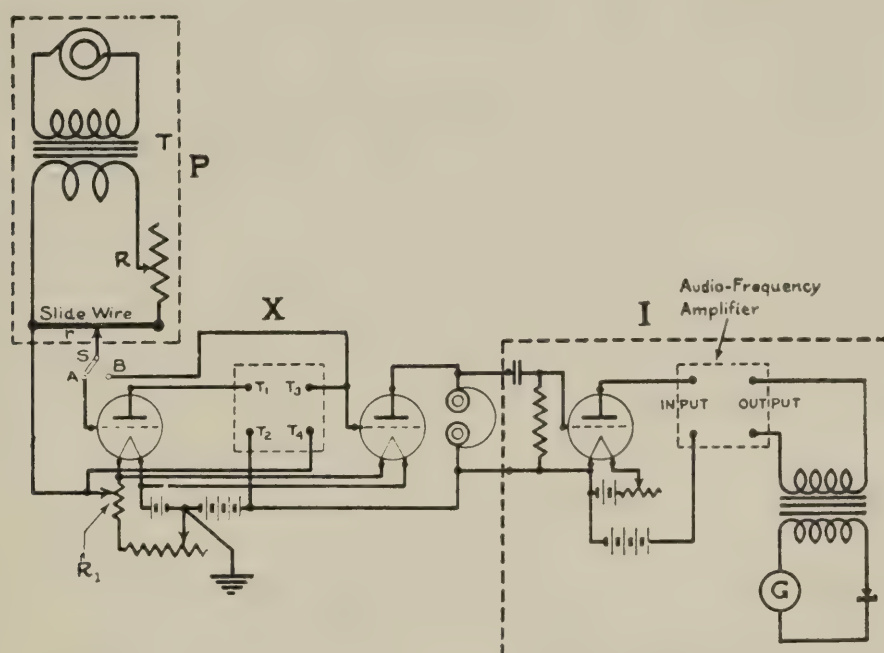 T
P
R
Slide Wire
r
X
S
A
B
T₁
T₃
T₂
T₄
R₁
Audio-Frequency
Amplifier
I
INPUT
OUTPUT
G